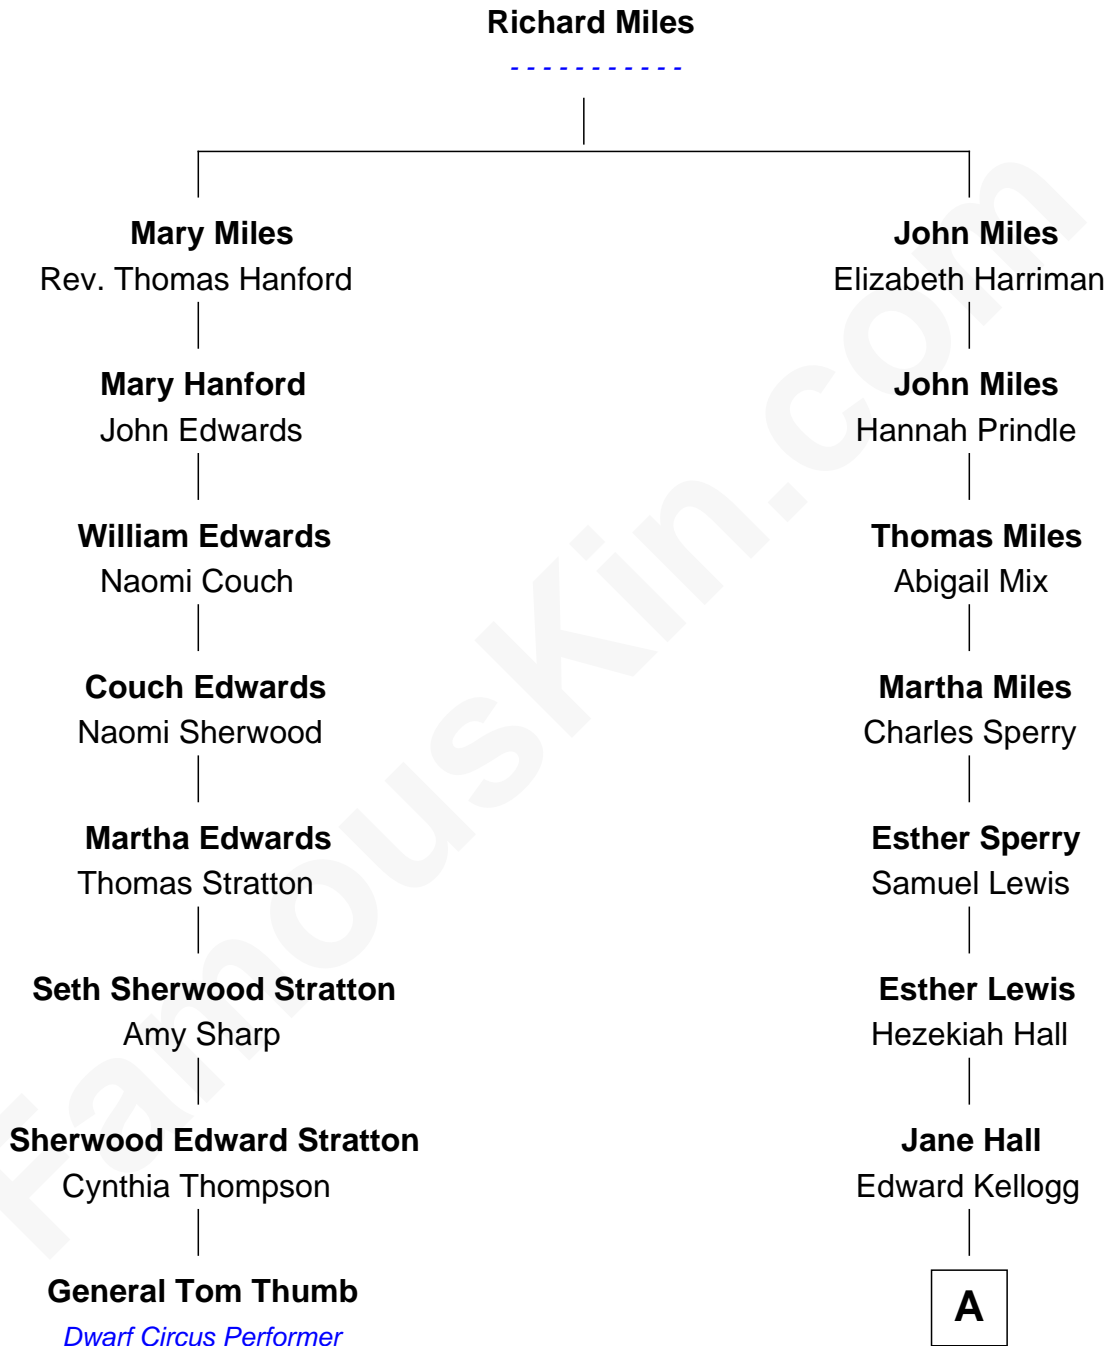 Richard Miles
- - - - - - - - - - -
Mary Miles
Rev. Thomas Hanford
John Miles
Elizabeth Harriman
Mary Hanford
John Edwards
John Miles
Hannah Prindle
William Edwards
Naomi Couch
Thomas Miles
Abigail Mix
Couch Edwards
Naomi Sherwood
Martha Miles
Charles Sperry
Martha Edwards
Thomas Stratton
Esther Sperry
Samuel Lewis
Seth Sherwood Stratton
Amy Sharp
Esther Lewis
Hezekiah Hall
Sherwood Edward Stratton
Cynthia Thompson
Jane Hall
Edward Kellogg
General Tom Thumb
Dwarf Circus Performer
A
FamousKin.com